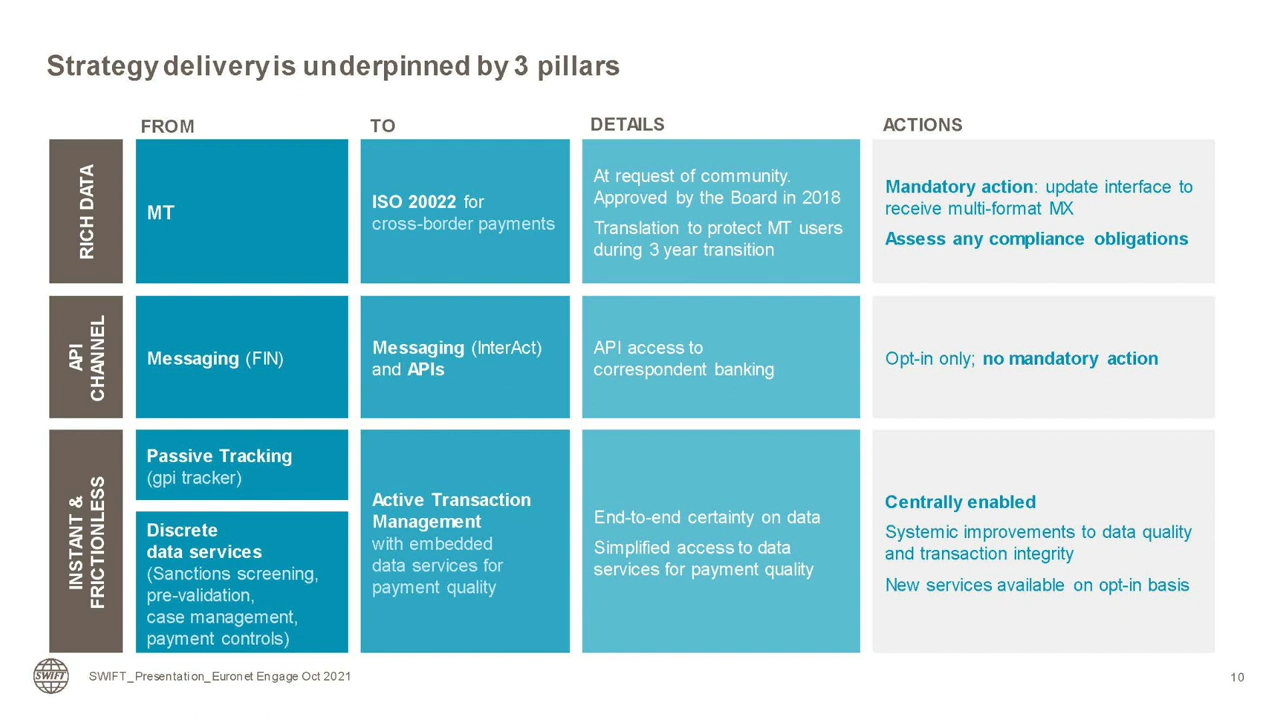 Strategy delivery is underpinned by 3 pillars
FROM
TO
DETAILS
ACTIONS
RICH DATA
MT
ISO 20022 for
cross-border payments
At request of community.
Approved by the Board in 2018
Translation to protect MT users
during 3 year transition
Mandatory action: update interface to
receive multi-format MX
Assess any compliance obligations
API
CHANNEL
Messaging (FIN)
Messaging (InterAct)
and APIs
API access to
correspondent banking
Opt-in only; no mandatory action
INSTANT &
FRICTIONLESS
Passive Tracking
(gpi tracker)
Discrete
data services
(Sanctions screening,
pre-validation,
case management,
payment controls)
Active Transaction
Management
with embedded
data services for
payment quality
End-to-end certainty on data
Simplified access to data
services for payment quality
Centrally enabled
Systemic improvements to data quality
and transaction integrity
New services available on opt-in basis
SWIFT
SWIFT_Presentation_Euronet Engage Oct 2021
10